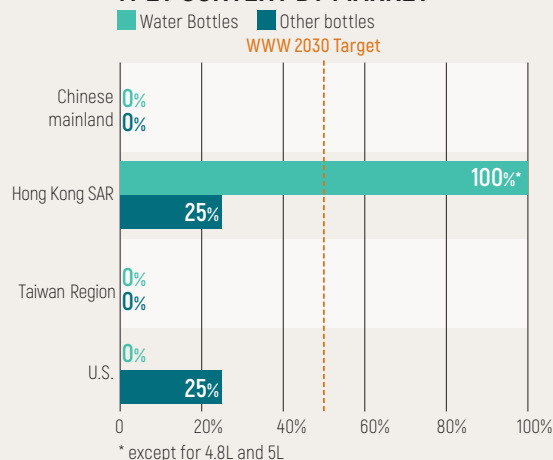 Water Bottles Other bottles
WWW 2030 Target
Chinese
mainland
0%
0%
Hong Kong SAR
100%*
25%
Taiwan Region
0%
0%
U.S.
0%
25%
0 20% 40% 60% 80% 100%
* except for 4.8L and 5L